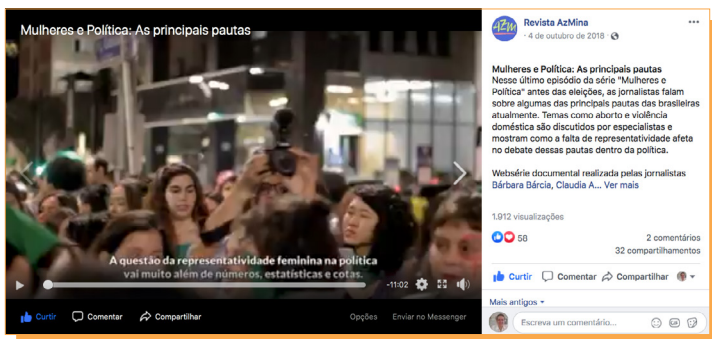 Mulheres e Política: As principais pautas
A questão da representatividade feminina na política
vai muito além de números, estatísticas e cotas.
-11:02
Curtir Comentar Compartilhar Opções Enviar no Messenger
AZM
Revista AzMina
· 4 de outubro de 2018 ·
Mulheres e Política: As principais pautas
Nesse último episódio da série "Mulheres e
Política" antes das eleições, as jornalistas falam
sobre algumas das principais pautas das brasileiras
atualmente. Temas como aborto e violência
doméstica são discutidos por especialistas e
mostram como a falta de representatividade afeta
no debate dessas pautas dentro da política.
Websérie documental realizada pelas jornalistas
Bárbara Bárcia, Claudia A... Ver mais
1.912 visualizações
58
2 comentários
32 compartilhamentos
Curtir Comentar Compartilhar
Mais antigos
Escreva um comentário...
GIF